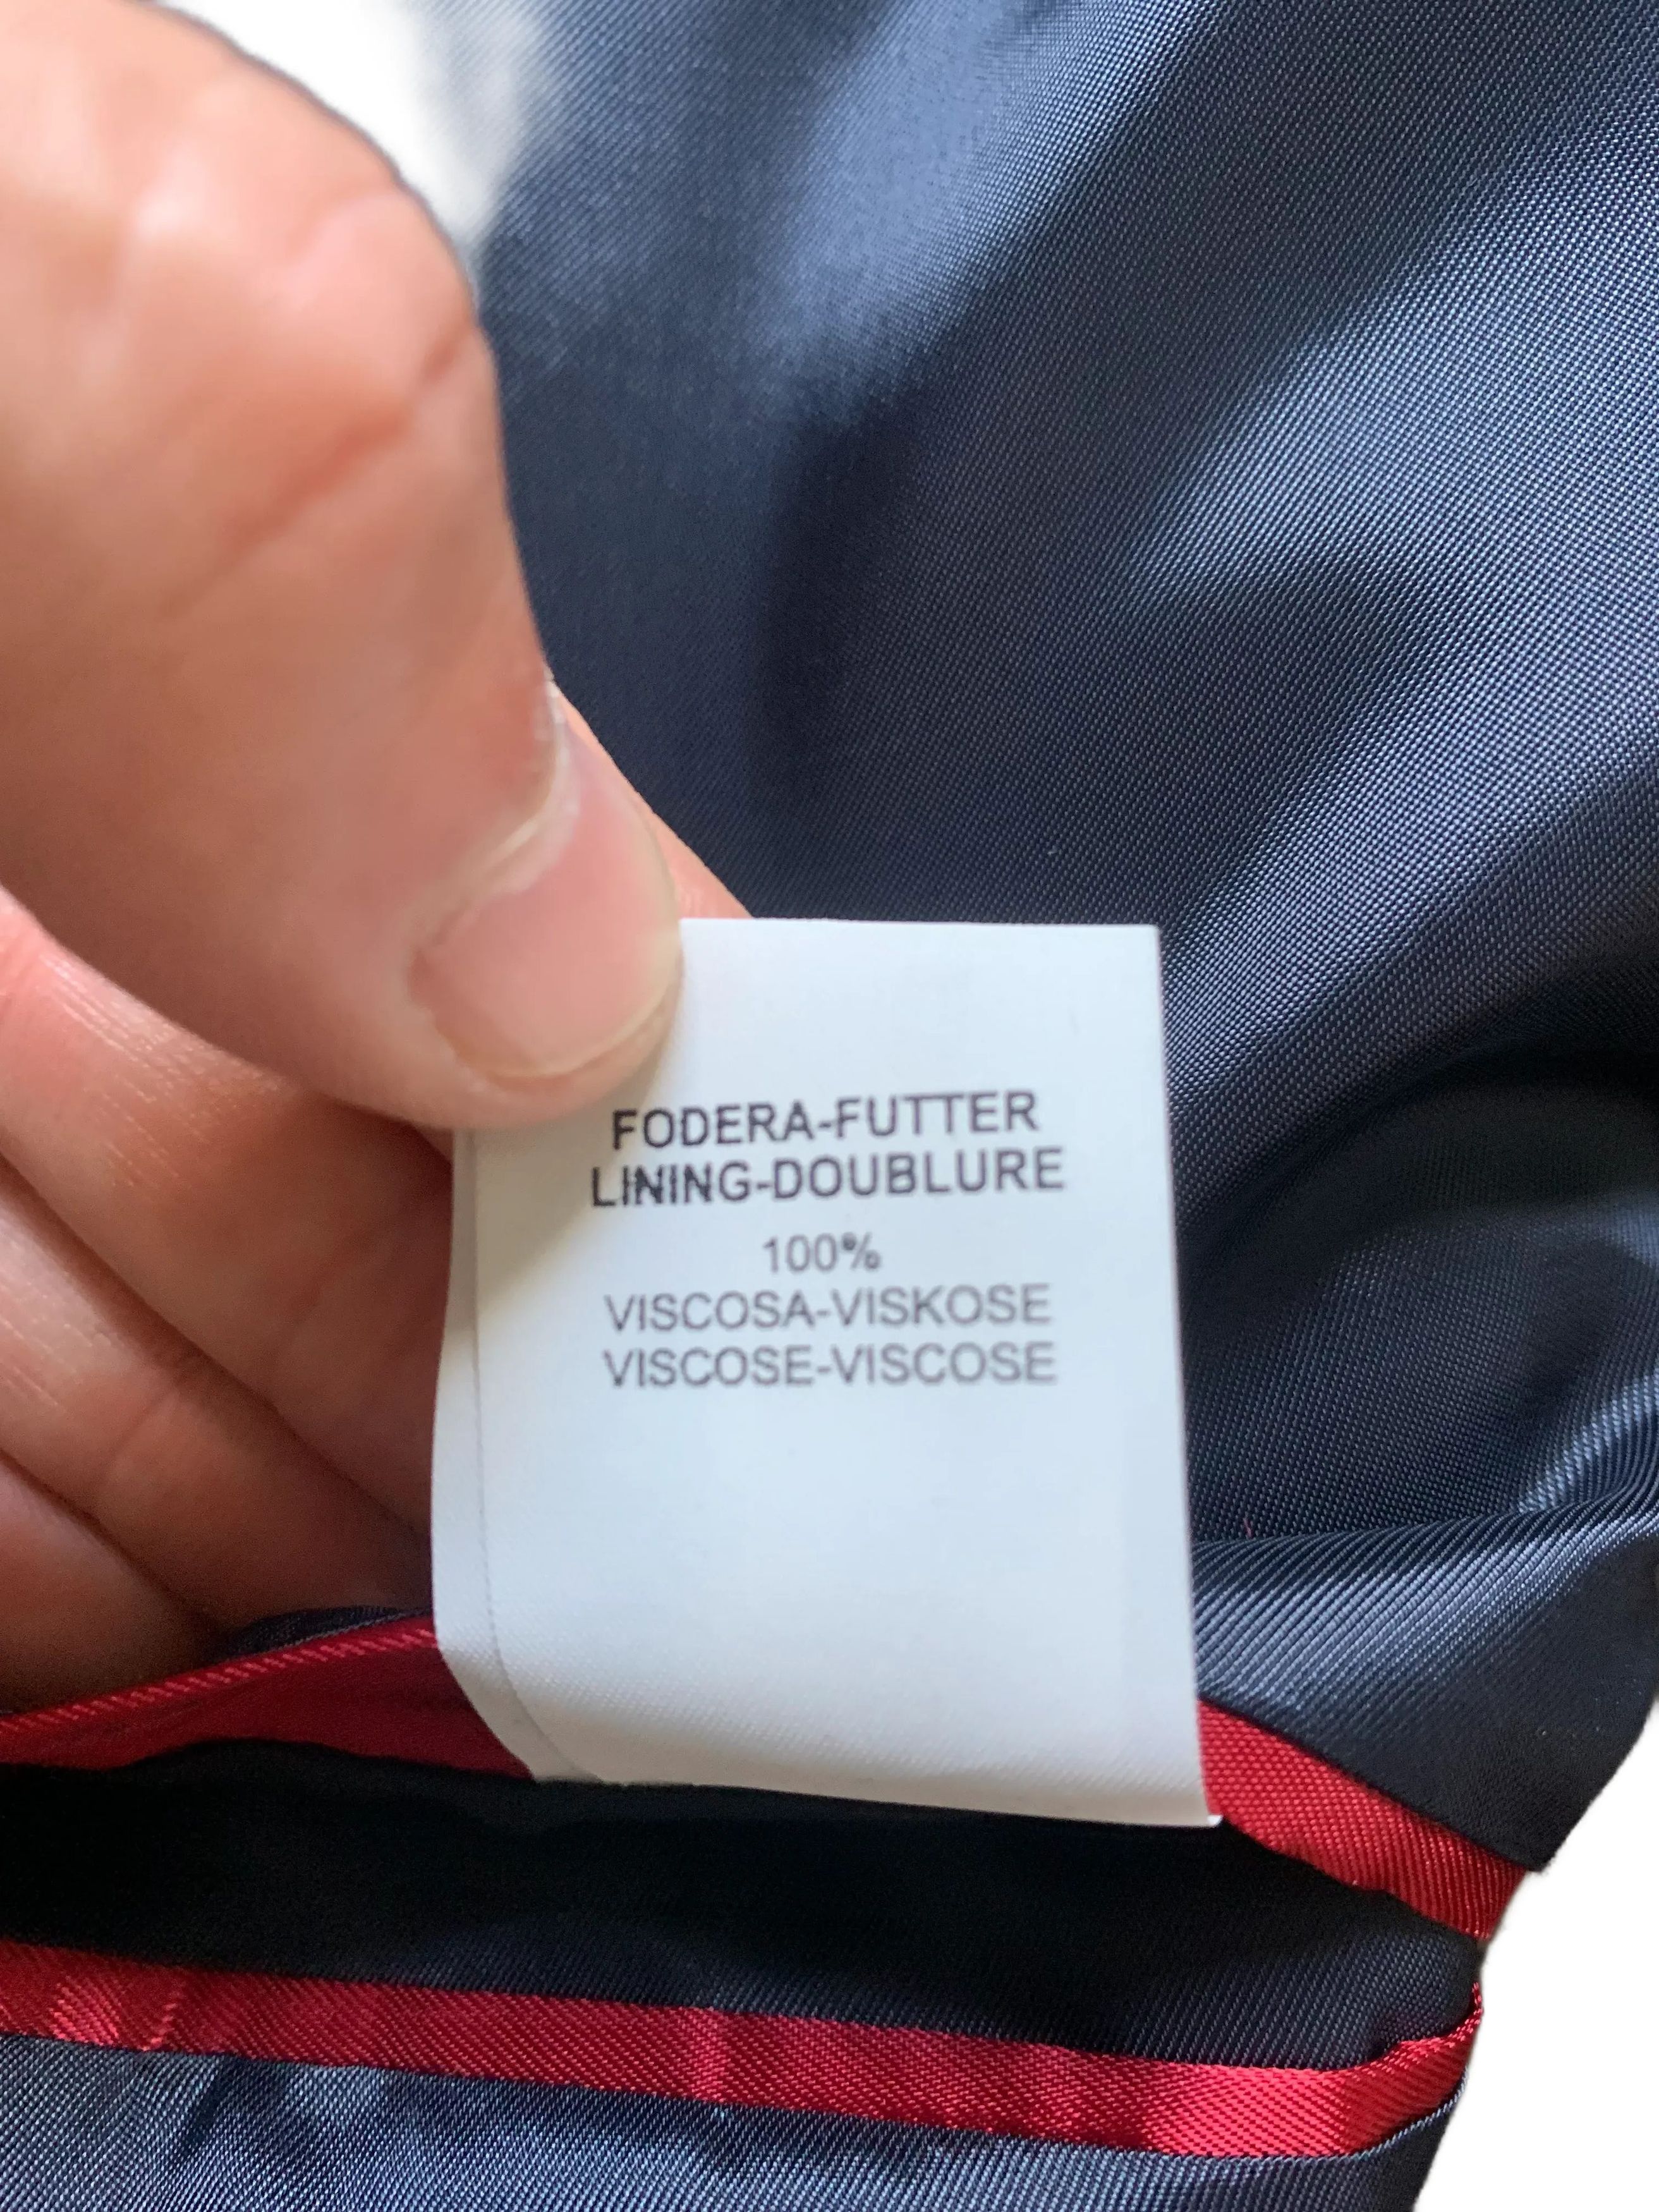 FODERA-FUTTER
LINING-DOUBLURE
100%
VISCOSA-VISKOSE
VISCOSE-VISCOSE